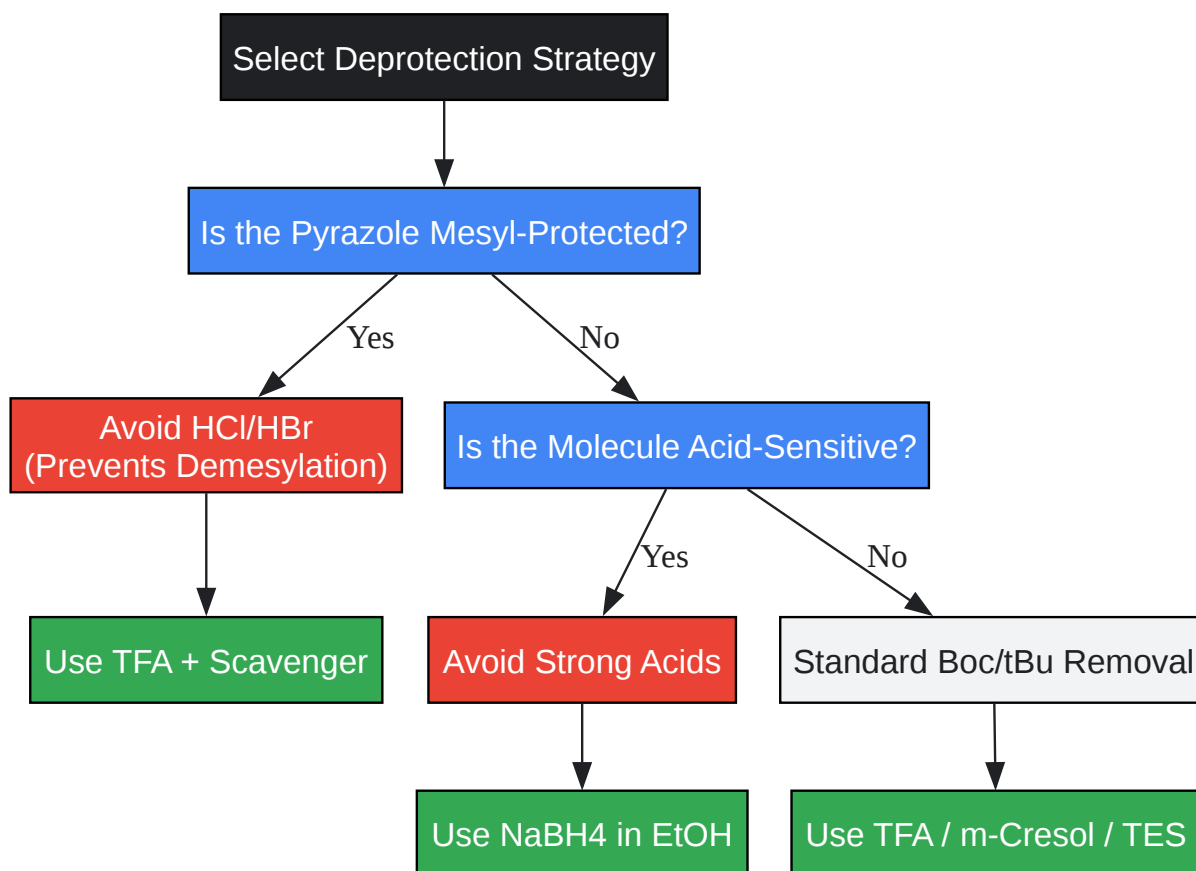 Select Deprotection Strategy
Is the Pyrazole Mesyl-Protected?
Yes
No
Avoid HCl/HBr
(Prevents Demesylation)
Is the Molecule Acid-Sensitive?
Yes
No
Use TFA + Scavenger
Avoid Strong Acids
Standard Boc/tBu Removal
Use NaBH4 in EtOH
Use TFA / m-Cresol / TES